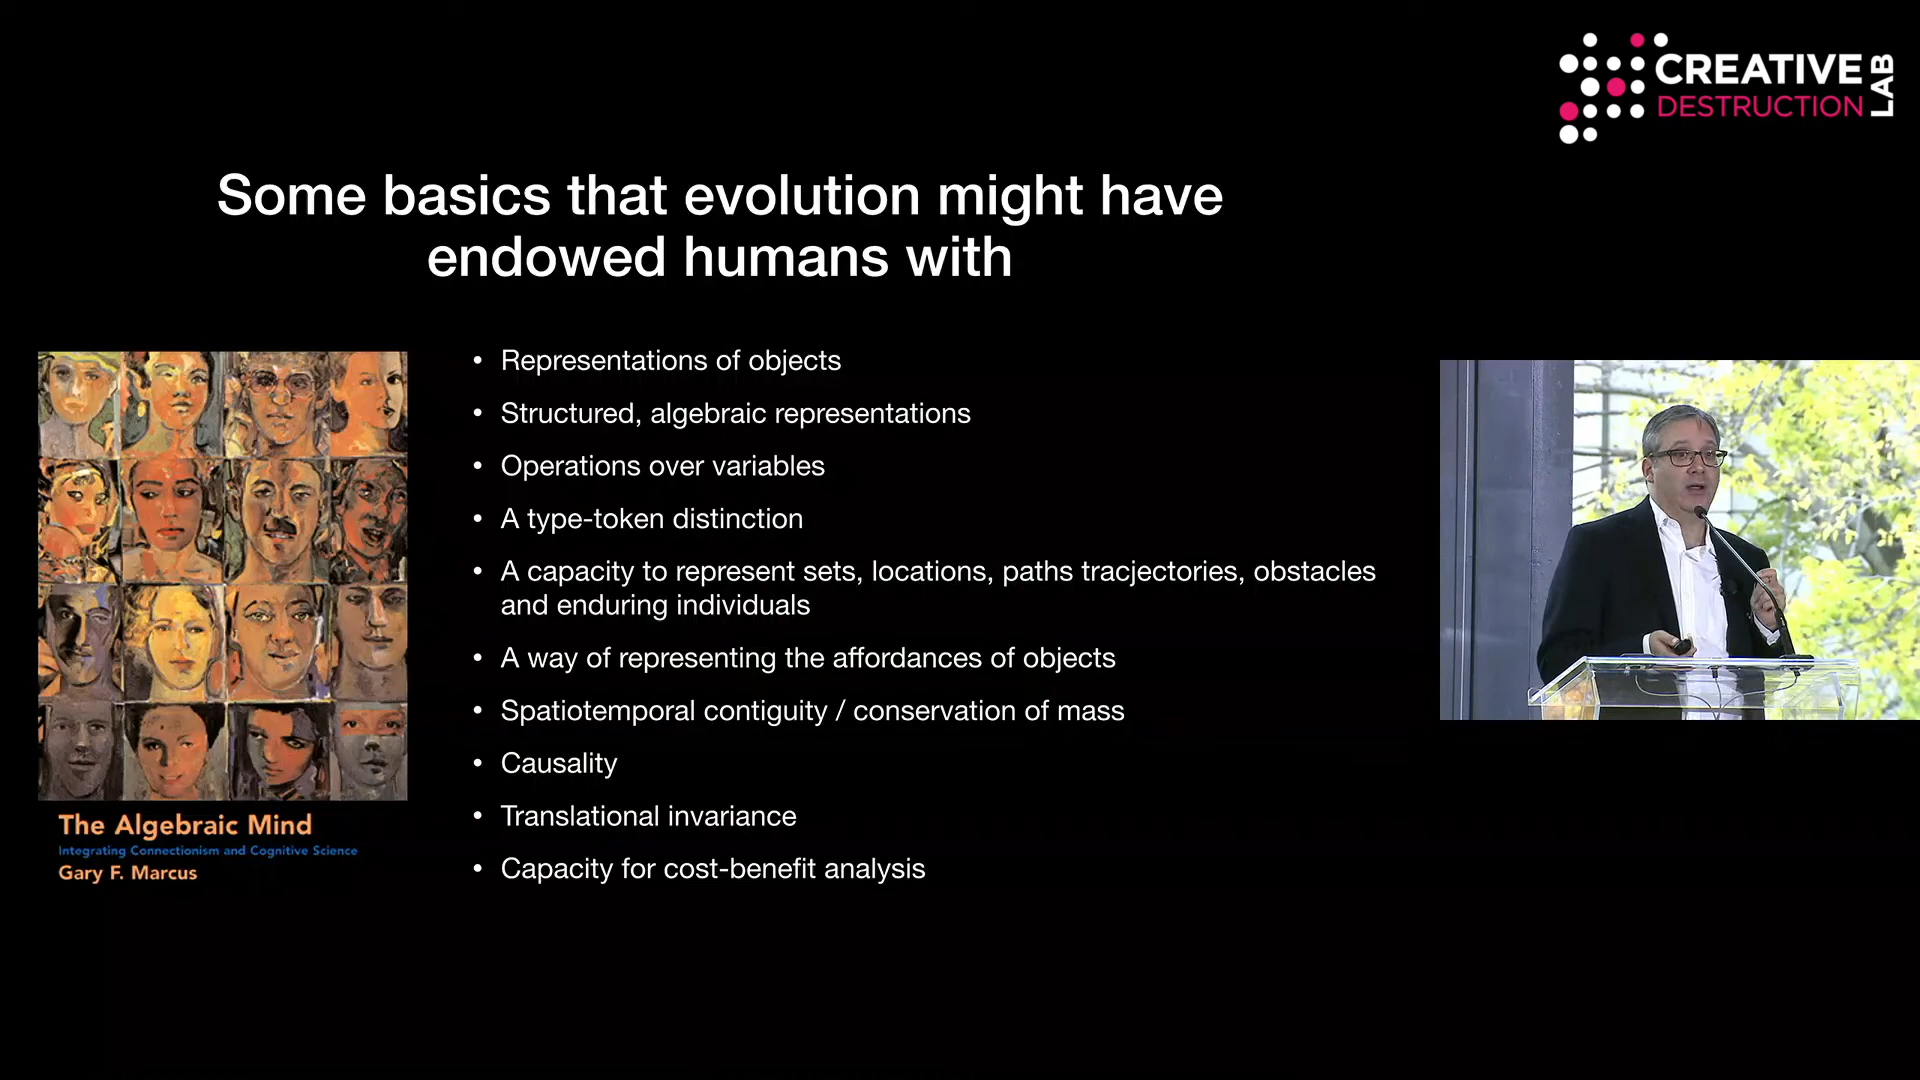 CREATIVE
DESTRUCTION
LAB
Some basics that evolution might have
endowed humans with
• Representations of objects
• Structured, algebraic representations
• Operations over variables
• A type-token distinction
• A capacity to represent sets, locations, paths tracjectories, obstacles
and enduring individuals
• A way of representing the affordances of objects
• Spatiotemporal contiguity / conservation of mass
• Causality
• Translational invariance
• Capacity for cost-benefit analysis
The Algebraic Mind
Integrating Connectionism and Cognitive Science
Gary F. Marcus